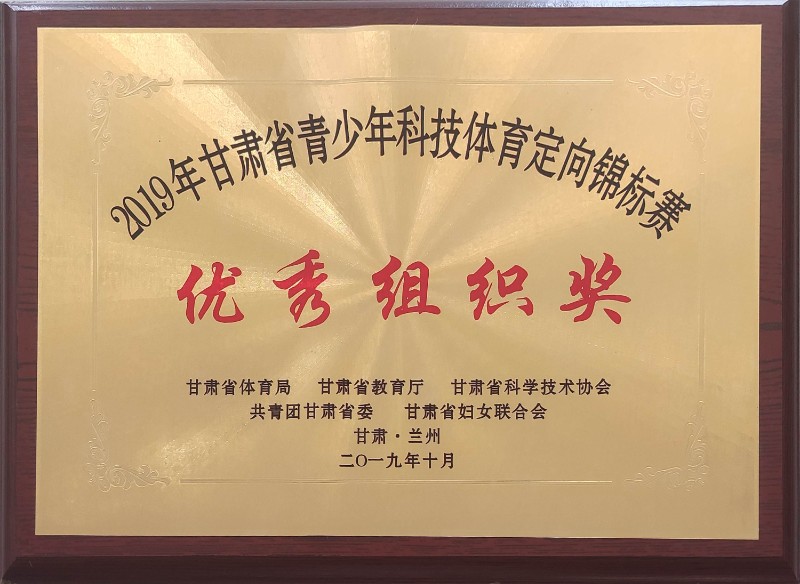 2019年甘肃省青少年科技体育定向锦标赛
优秀组织奖
甘肃省体育局 甘肃省教育厅 甘肃省科学技术协会
共青团甘肃省委 甘肃省妇女联合会
甘肃·兰州
二〇一九年十月